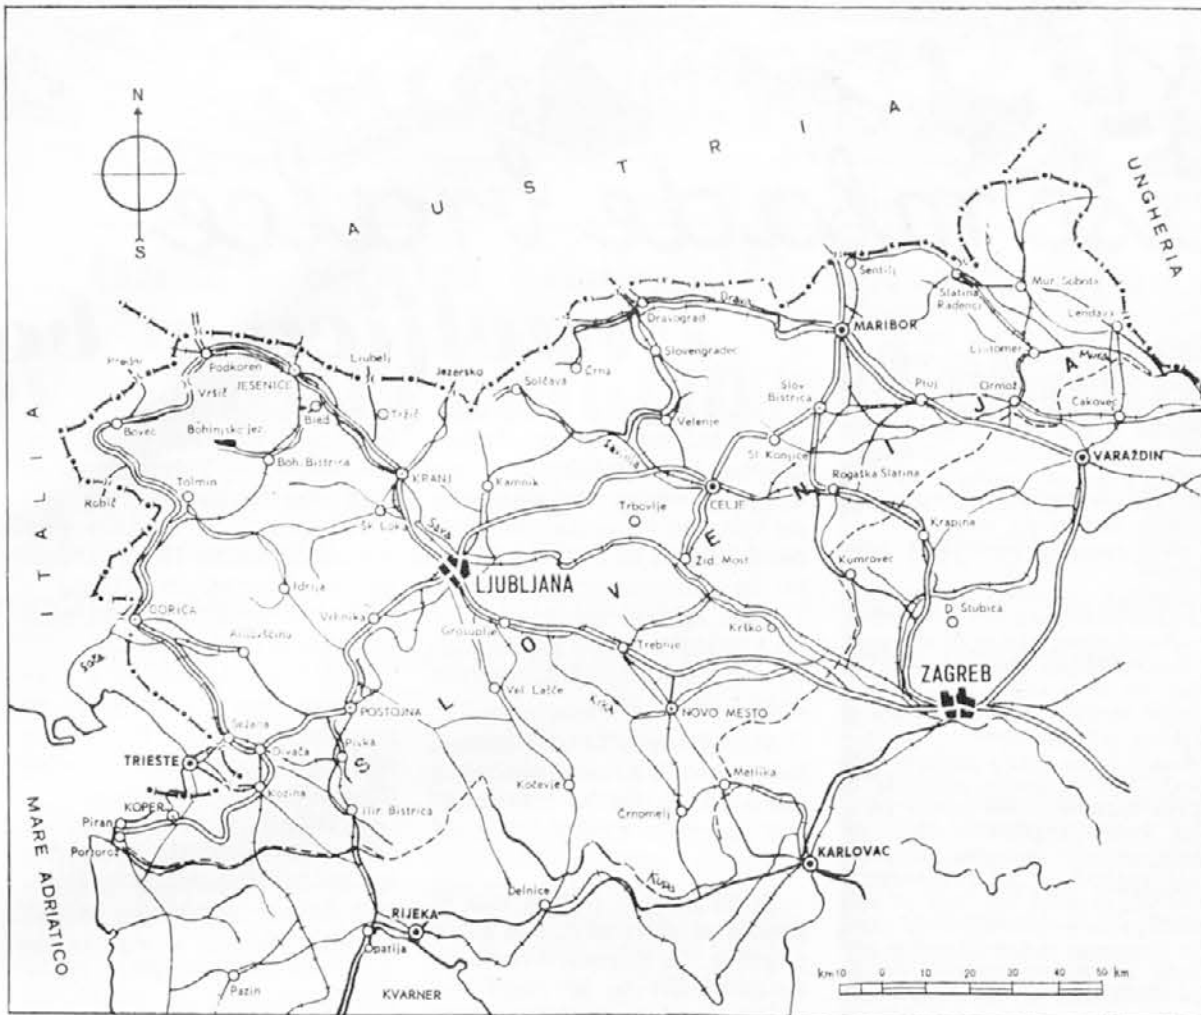 N
S
AUSTRIA
UNGHERIA
ITALIA
MARE ADRIATICO
SLOVENIJA
Šentilj
Mur. Sobota
Slatina Radenci
Lendava
Drava
Dravograd
MARIBOR
Ljutomer
Mura
Slovengradec
Predel
Podkoren
Ljubelj
Jezersko
JESENICE
Vršič
Solčava
Črna
Slov. Bistrica
Ptuj
Ormož
Čakovec
Bled
Tržič
Velenje
Bovec
Bohinjsko jez.
Savinja
Sl. Konjice
VARAŽDIN
Boh. Bistrica
Rogaška Slatina
KRANJ
Kamnik
CELJE
Robič
Tolmin
Trbovlje
Šk. Loka
Sava
Krapina
Žid. Most
Kumrovec
LJUBLJANA
Idrija
GORICA
Vrhnika
Grosuplje
Krško
D. Stubica
Ajdovščina
Trebnje
Soča
ZAGREB
Vel. Lašče
Krka
POSTOJNA
NOVO MESTO
Sežana
Divača
Pivka
TRIESTE
Kočevje
Metlika
Kozina
KOPER
Ilir. Bistrica
Črnomelj
Piran
Portorož
KARLOVAC
Kupa
Delnice
RIJEKA
Opatija
Pazin
KVARNER
km 10 0 10 20 30 40 50 km